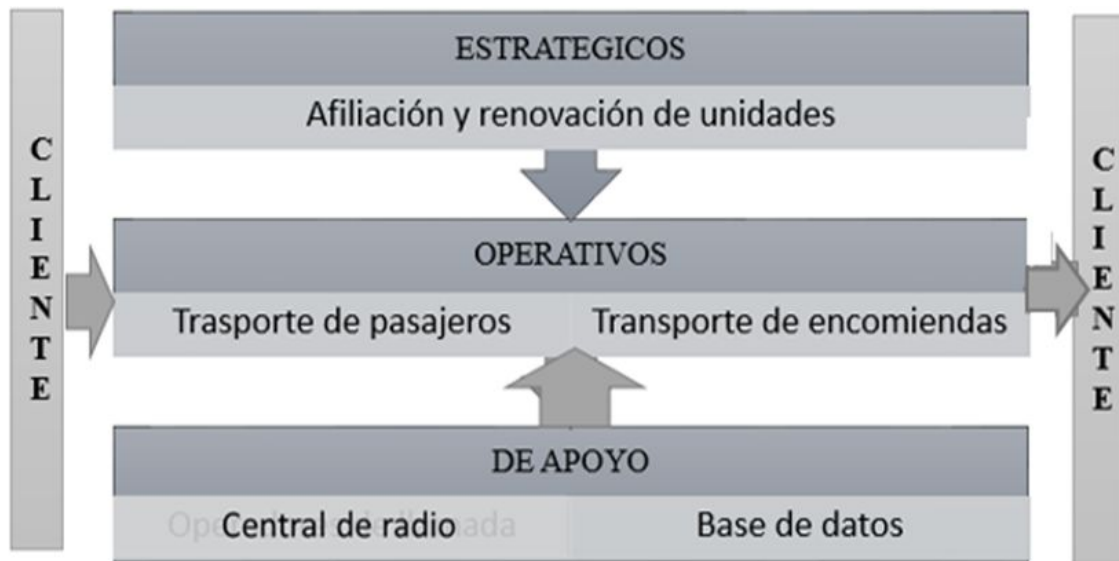 CLIENTE
ESTRATEGICOS
Afiliación y renovación de unidades
OPERATIVOS
Trasporte de pasajeros
Transporte de encomiendas
DE APOYO
Central de radio
Base de datos
CLIENTE